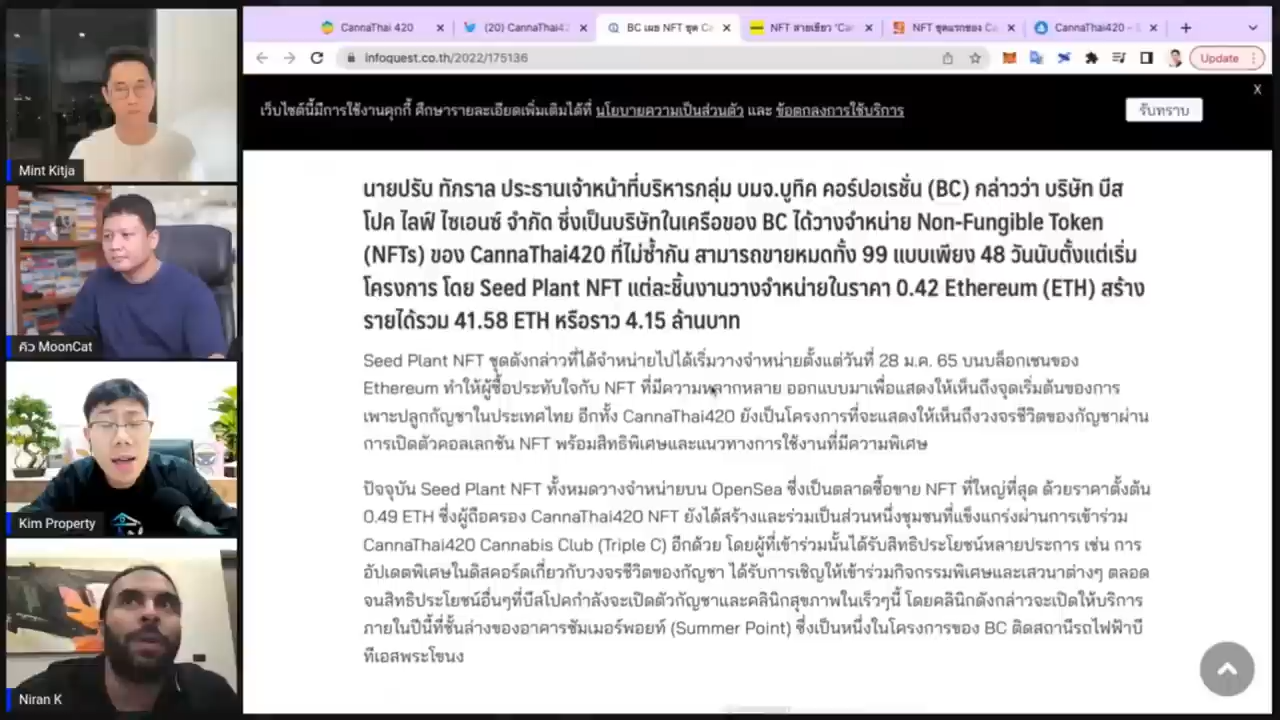 CannaThai 420
(20) CannaThai42
BC เผย NFT ชุด Ca
NFT สายเขียว 'Can
NFT ชุดแรกของ Ca
CannaThai420 –
infoquest.co.th/2022/175136
Update
x
เว็บไซต์นี้มีการใช้งานคุกกี้ ศึกษารายละเอียดเพิ่มเติมได้ที่ นโยบายความเป็นส่วนตัว และ ข้อตกลงการใช้บริการ
รับทราบ
นายปรับ ทักราล ประธานเจ้าหน้าที่บริหารกลุ่ม บมจ.บูทิค คอร์ปอเรชั่น (BC) กล่าวว่า บริษัท บีส
โปค ไลฟ์ ไซเอนซ์ จำกัด ซึ่งเป็นบริษัทในเครือของ BC ได้วางจำหน่าย Non-Fungible Token
(NFTs) ของ CannaThai420 ที่ไม่ซ้ำกัน สามารถขายหมดทั้ง 99 แบบเพียง 48 วันนับตั้งแต่เริ่ม
โครงการ โดย Seed Plant NFT แต่ละชิ้นงานวางจำหน่ายในราคา 0.42 Ethereum (ETH) สร้าง
รายได้รวม 41.58 ETH หรือราว 4.15 ล้านบาท
Seed Plant NFT ชุดดังกล่าวที่ได้จำหน่ายไปได้เริ่มวางจำหน่ายตั้งแต่วันที่ 28 ม.ค. 65 บนบล็อกเชนของ
Ethereum ทำให้ผู้ซื้อประทับใจกับ NFT ที่มีความหลากหลาย ออกแบบมาเพื่อแสดงให้เห็นถึงจุดเริ่มต้นของการ
เพาะปลูกกัญชาในประเทศไทย อีกทั้ง CannaThai420 ยังเป็นโครงการที่จะแสดงให้เห็นถึงวงจรชีวิตของกัญชาผ่าน
การเปิดตัวคอลเลกชัน NFT พร้อมสิทธิพิเศษและแนวทางการใช้งานที่มีความพิเศษ
ปัจจุบัน Seed Plant NFT ทั้งหมดวางจำหน่ายบน OpenSea ซึ่งเป็นตลาดซื้อขาย NFT ที่ใหญ่ที่สุด ด้วยราคาตั้งต้น
0.49 ETH ซึ่งผู้ถือครอง CannaThai420 NFT ยังได้สร้างและร่วมเป็นส่วนหนึ่งชุมชนที่แข็งแกร่งผ่านการเข้าร่วม
CannaThai420 Cannabis Club (Triple C) อีกด้วย โดยผู้ที่เข้าร่วมนั้นได้รับสิทธิประโยชน์หลายประการ เช่น การ
อัปเดตพิเศษในดิสคอร์ดเกี่ยวกับวงจรชีวิตของกัญชา ได้รับการเชิญให้เข้าร่วมกิจกรรมพิเศษและเสวนาต่างๆ ตลอด
จนสิทธิประโยชน์อื่นๆที่บีสโปคกำลังจะเปิดตัวกัญชาและคลินิกสุขภาพในเร็วๆนี้ โดยคลินิกดังกล่าวจะเปิดให้บริการ
ภายในปีนี้ที่ชั้นล่างของอาคารซัมเมอร์พอยท์ (Summer Point) ซึ่งเป็นหนึ่งในโครงการของ BC ติดสถานีรถไฟฟ้าบี
ทีเอสพระโขนง
Mint Kitja
คิว MoonCat
Kim Property
Niran K